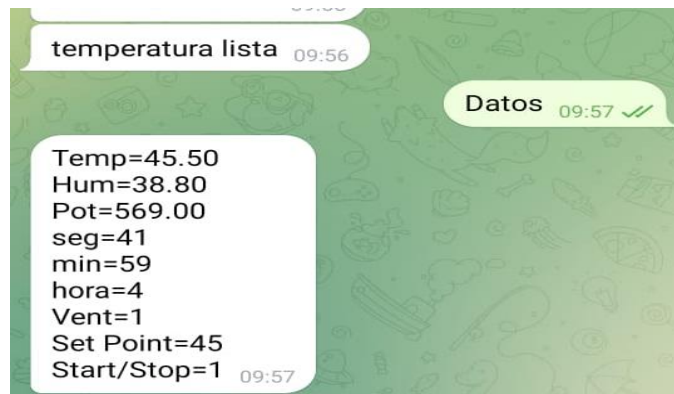 temperatura lista 09:56
Datos 09:57
Temp=45.50
Hum=38.80
Pot=569.00
seg=41
min=59
hora=4
Vent=1
Set Point=45
Start/Stop=1 09:57